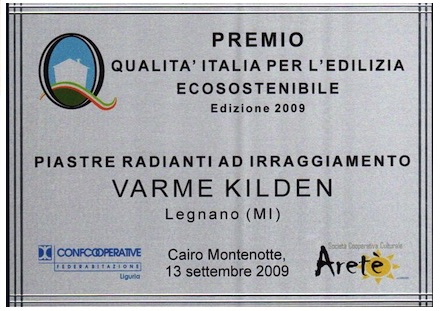 PREMIO
QUALITA' ITALIA PER L'EDILIZIA
ECOSOSTENIBILE
Edizione 2009
PIASTRE RADIANTI AD IRRAGGIAMENTO
VARME KILDEN
Legnano (MI)
CONFCOOPERATIVE
FEDERABITAZIONE
Liguria
Cairo Montenotte,
13 settembre 2009
Società Cooperativa Culturale
Aretè